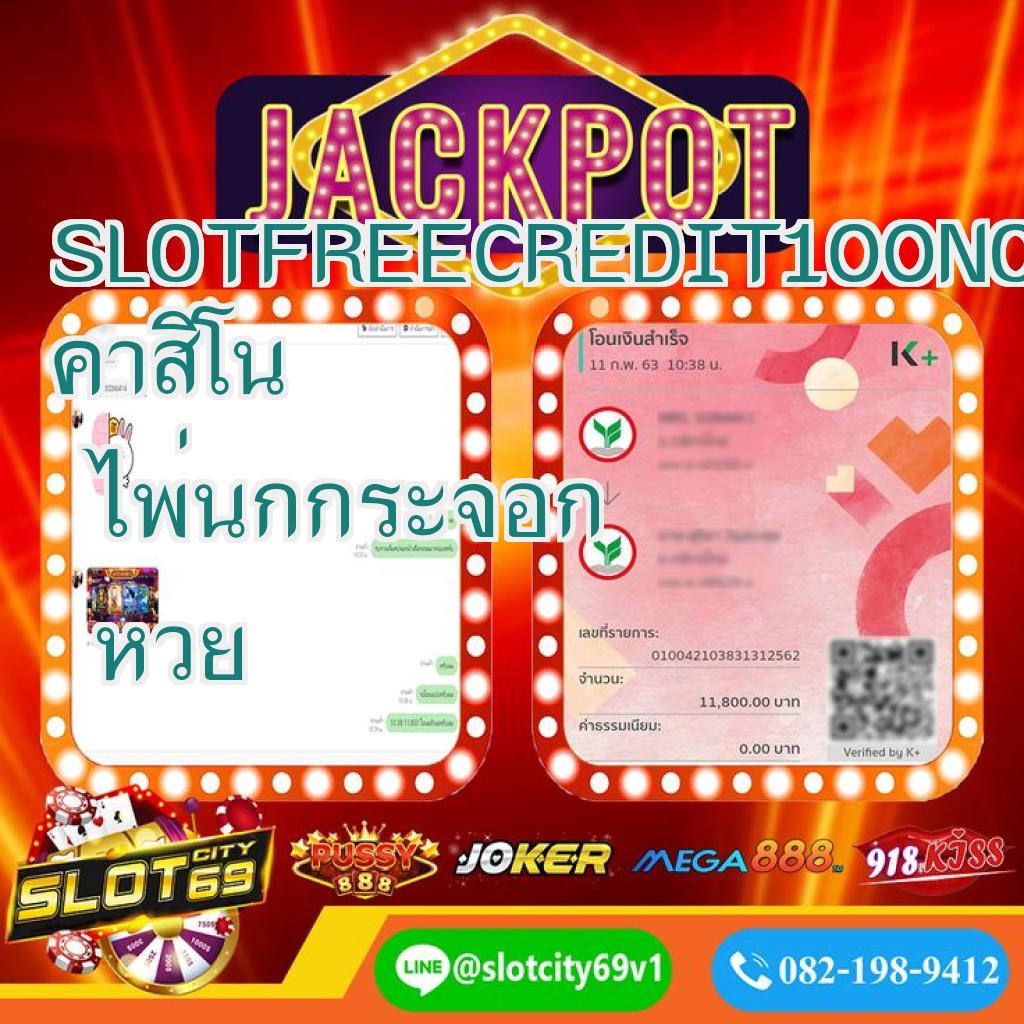 JACKPOT
SLOTFREECREDIT100NO
คาสิโน
ไพ่นกกระจอก
หวย
โอนเงินสำเร็จ
11 ก.พ. 63 10:38 น.
K+
เลขที่รายการ:
010042103831312562
จำนวน:
11,800.00 บาท
ค่าธรรมเนียม:
0.00 บาท
Verified by K+
SLOT CITY 69
PUSSY 888
JOKER
MEGA888
918KISS
LINE @slotcity69v1
082-198-9412